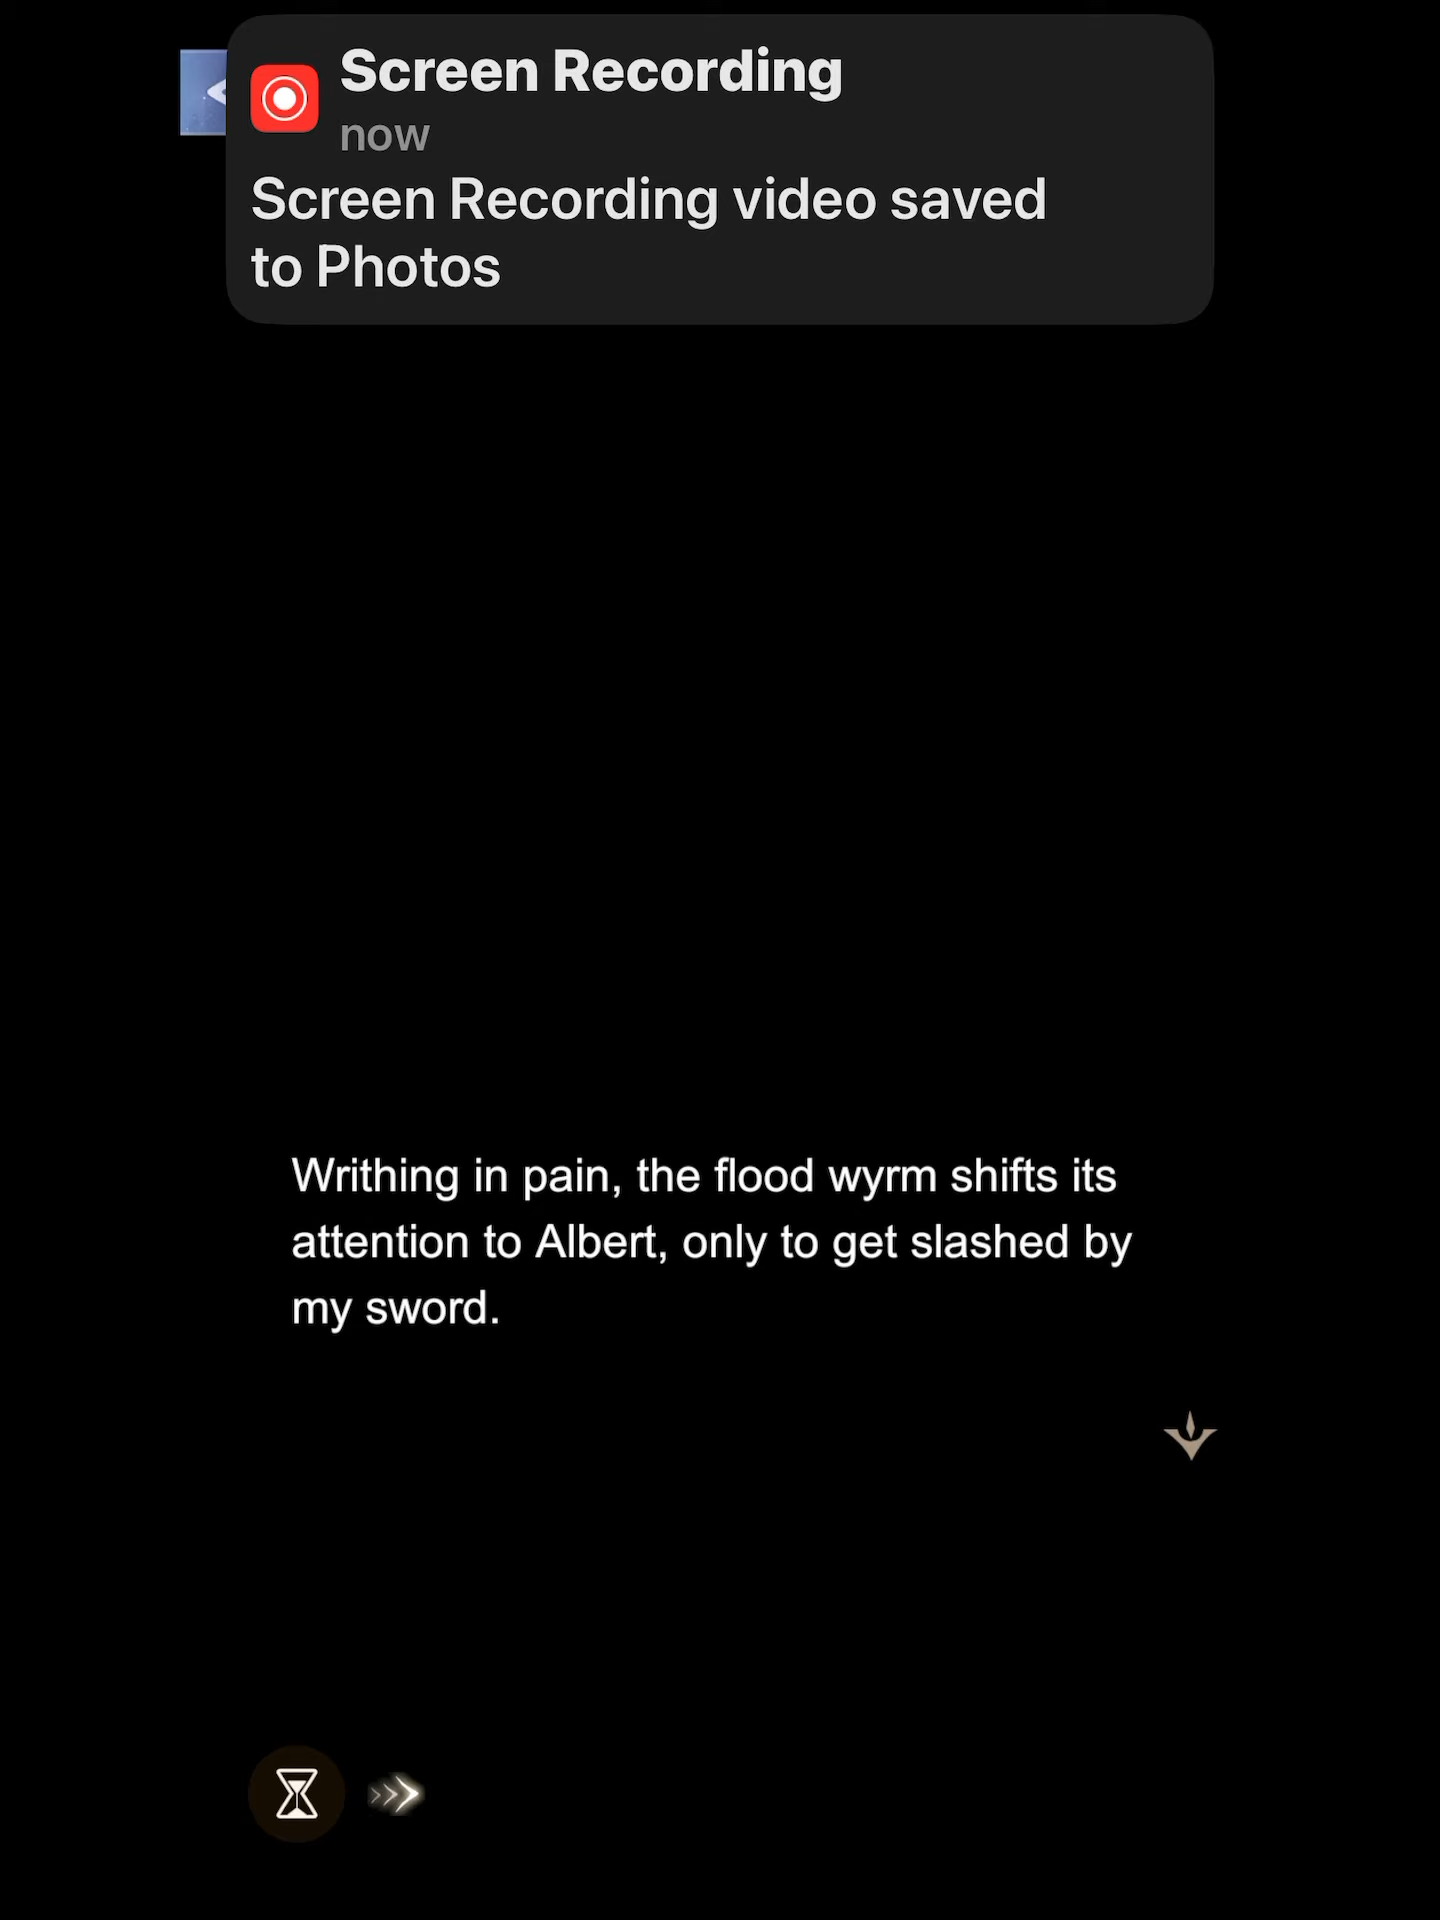 Screen Recording
now
Screen Recording video saved
to Photos
Writhing in pain, the flood wyrm shifts its
attention to Albert, only to get slashed by
my sword.